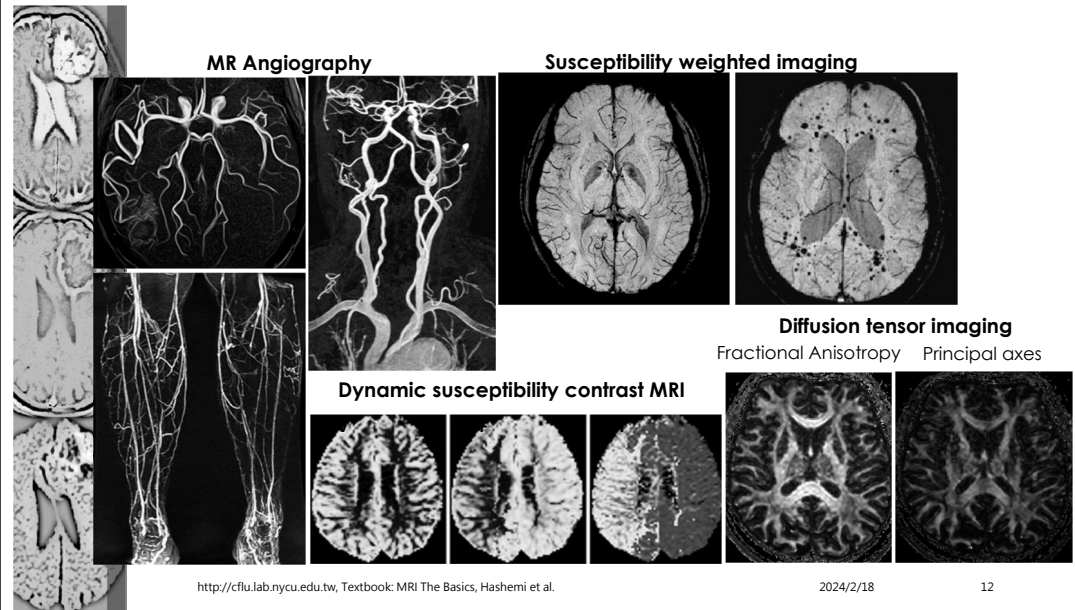 MR Angiography
Susceptibility weighted imaging
Diffusion tensor imaging
Fractional Anisotropy
Principal axes
Dynamic susceptibility contrast MRI
http://cflu.lab.nycu.edu.tw, Textbook: MRI The Basics, Hashemi et al.
2024/2/18
12